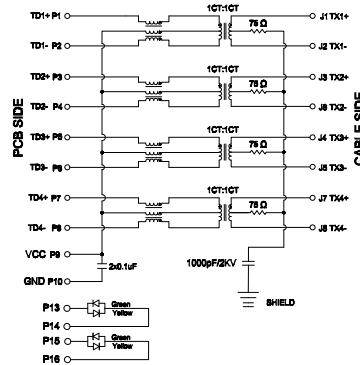 1CT:1CT
TD1+ P1
J1 TX1+
75 Ω
TD1- P2
J2 TX1-
1CT:1CT
TD2+ P3
J3 TX2+
75 Ω
TD2- P4
J6 TX2-
PCB SIDE
CABLE SIDE
1CT:1CT
TD3+ P5
J4 TX3+
75 Ω
TD3- P6
J5 TX3-
1CT:1CT
TD4+ P7
J7 TX4+
75 Ω
TD4- P8
J8 TX4-
VCC P9
2x0.1uF
1000pF/2KV
GND P10
SHIELD
P13
Green
Yellow
P14
P15
Green
Yellow
P16